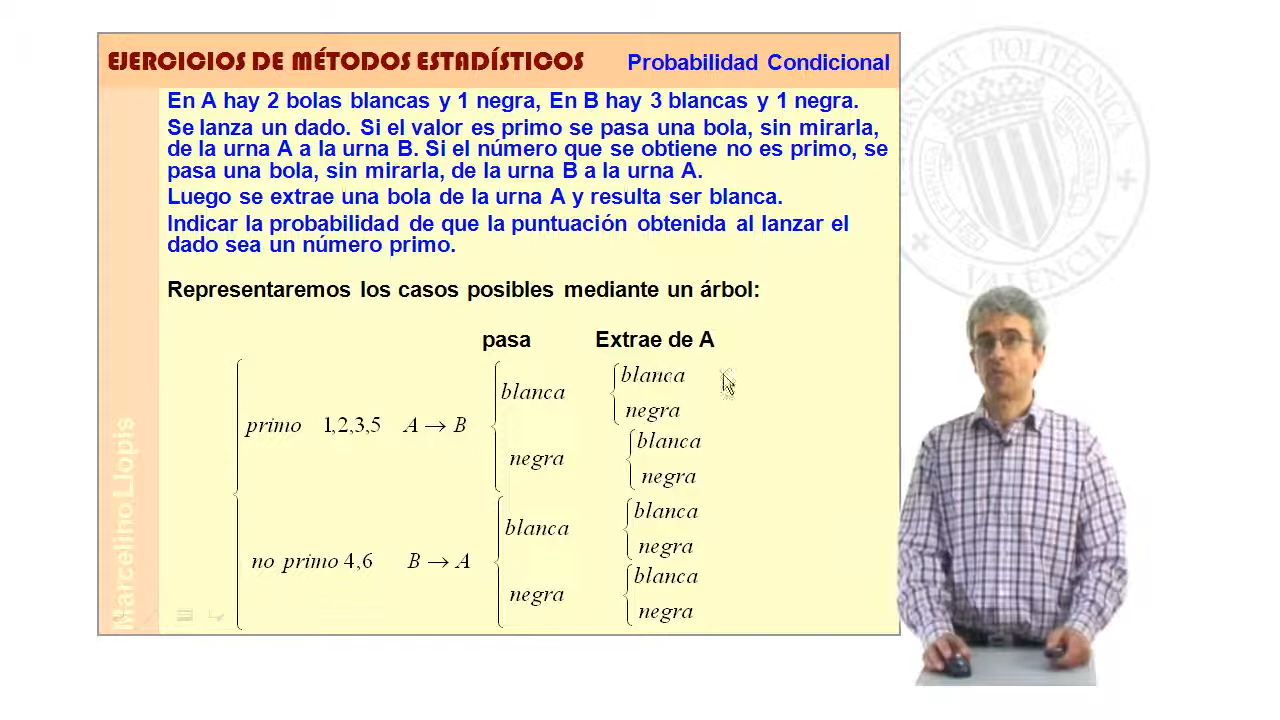 EJERCICIOS DE MÉTODOS ESTADÍSTICOS Probabilidad Condicional
En A hay 2 bolas blancas y 1 negra, En B hay 3 blancas y 1 negra.
Se lanza un dado. Si el valor es primo se pasa una bola, sin mirarla,
de la urna A a la urna B. Si el número que se obtiene no es primo, se
pasa una bola, sin mirarla, de la urna B a la urna A.
Luego se extrae una bola de la urna A y resulta ser blanca.
Indicar la probabilidad de que la puntuación obtenida al lanzar el
dado sea un número primo.
Representaremos los casos posibles mediante un árbol:
pasa Extrae de A
blanca
blanca
negra
primo 1,2,3,5 A → B
blanca
negra
negra
blanca
blanca
negra
no primo 4,6 B → A
blanca
negra
negra
Marcelino Llopis
UNIVERSITAT POLITÈCNICA
VALÈNCIA